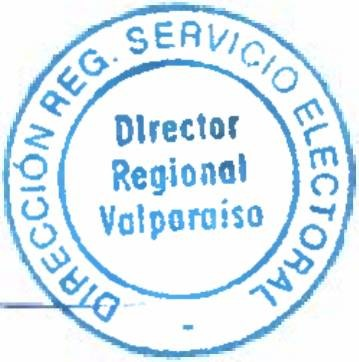 DIRECCIÓN REG. SERVICIO ELECTORAL
Director
Regional
Valparaíso
-